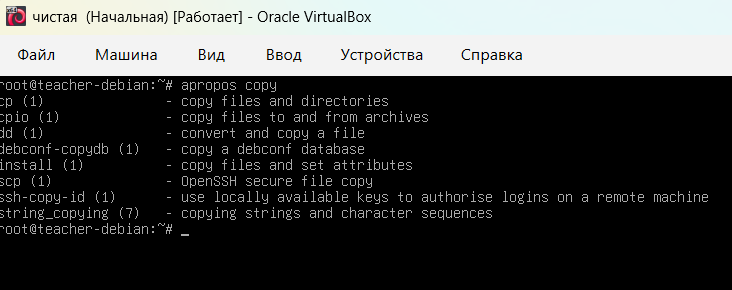 чистая (Начальная) [Работает] - Oracle VirtualBox
Файл Машина Вид Ввод Устройства Справка
root@teacher-debian:~# apropos copy
cp (1) - copy files and directories
cpio (1) - copy files to and from archives
dd (1) - convert and copy a file
debconf-copydb (1) - copy a debconf database
install (1) - copy files and set attributes
scp (1) - OpenSSH secure file copy
ssh-copy-id (1) - use locally available keys to authorise logins on a remote machine
string_copying (7) - copying strings and character sequences
root@teacher-debian:~# _